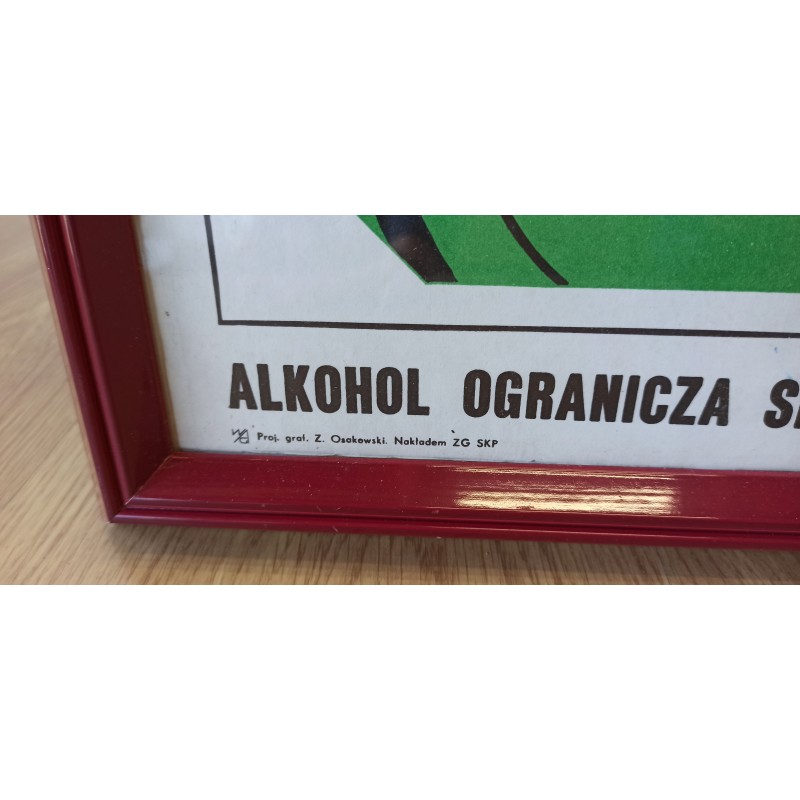 ALKOHOL OGRANICZA
Proj. graf. Z. Osakowski. Nakładem ZG SKP